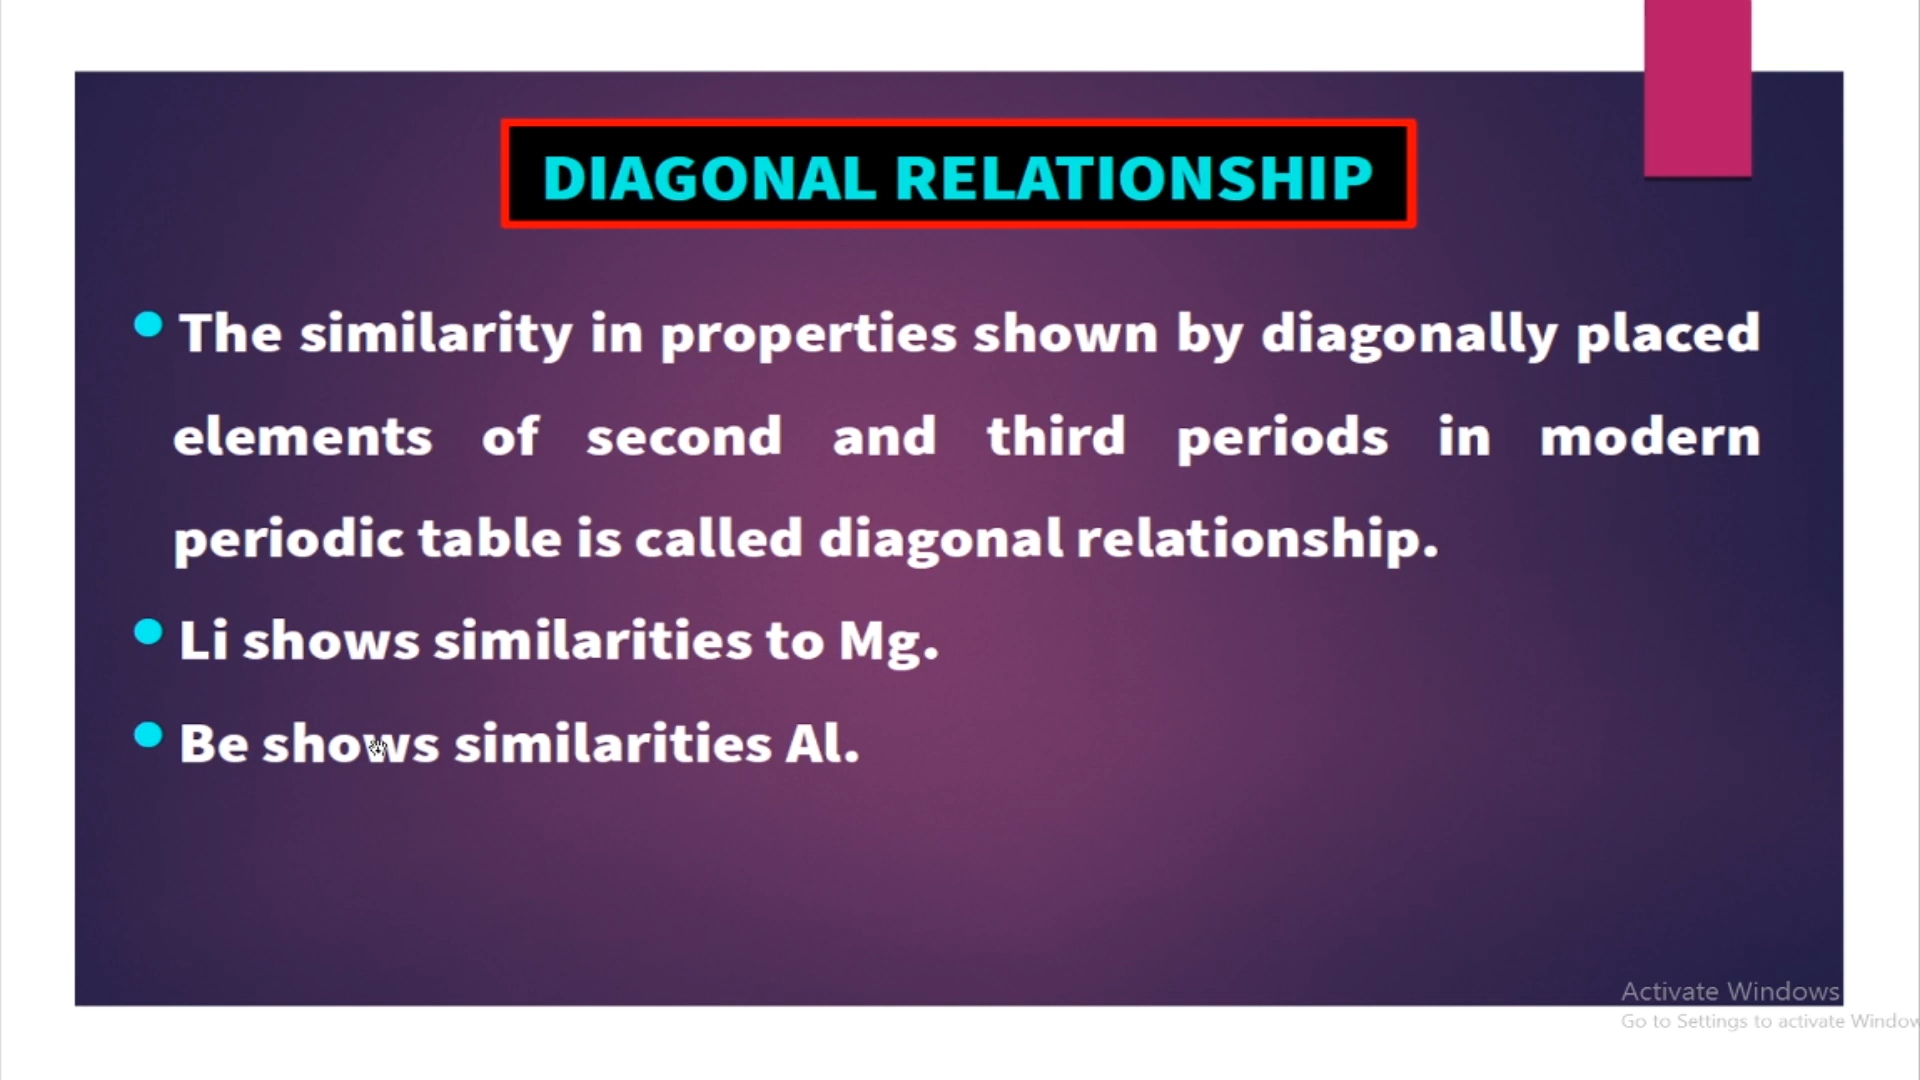 DIAGONAL RELATIONSHIP
The similarity in properties shown by diagonally placed
elements of second and third periods in modern
periodic table is called diagonal relationship.
Li shows similarities to Mg.
Be shows similarities Al.
Activate Windows
Go to Settings to activate Window